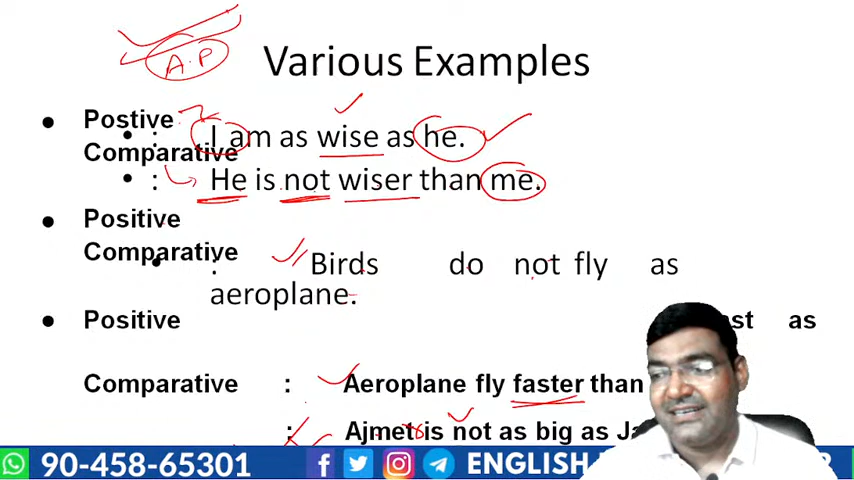 A.P
Various Examples
Postive
: I am as wise as he.
Comparative
: He is not wiser than me.
Positive
Comparative
: Birds do not fly as
aeroplane.
Positive as
Comparative : Aeroplane fly faster than
: Ajmer is not as big as
90-458-65301 ENGLISH